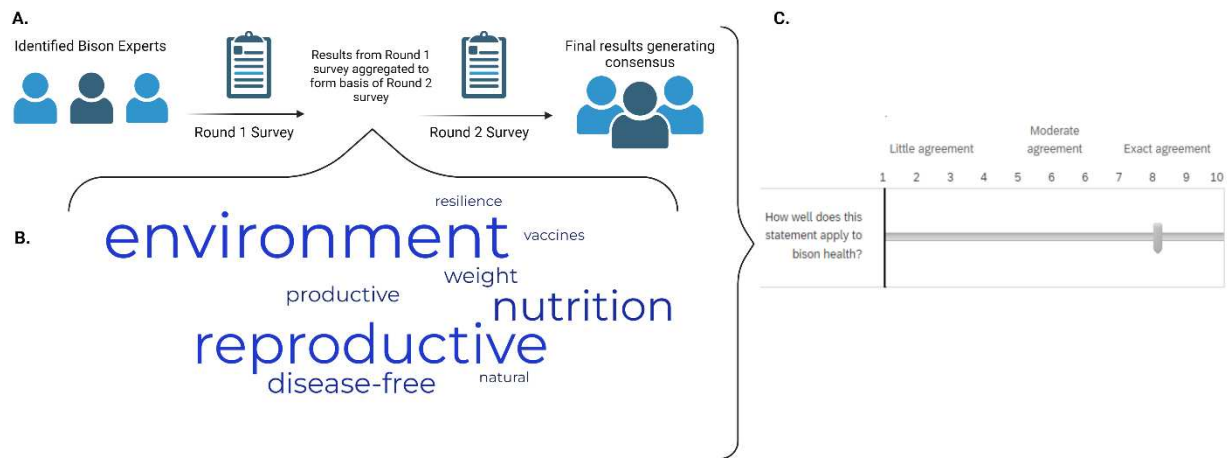 A.
Identified Bison Experts
Round 1 Survey
Results from Round 1
survey aggregated to
form basis of Round 2
survey
Round 2 Survey
Final results generating
consensus
B.
resilience
environment
vaccines
weight
productive
nutrition
reproductive
disease-free
natural
C.
Little agreement
Moderate
agreement
Exact agreement
1 2 3 4 5 6 6 7 8 9 10
How well does this
statement apply to
bison health?